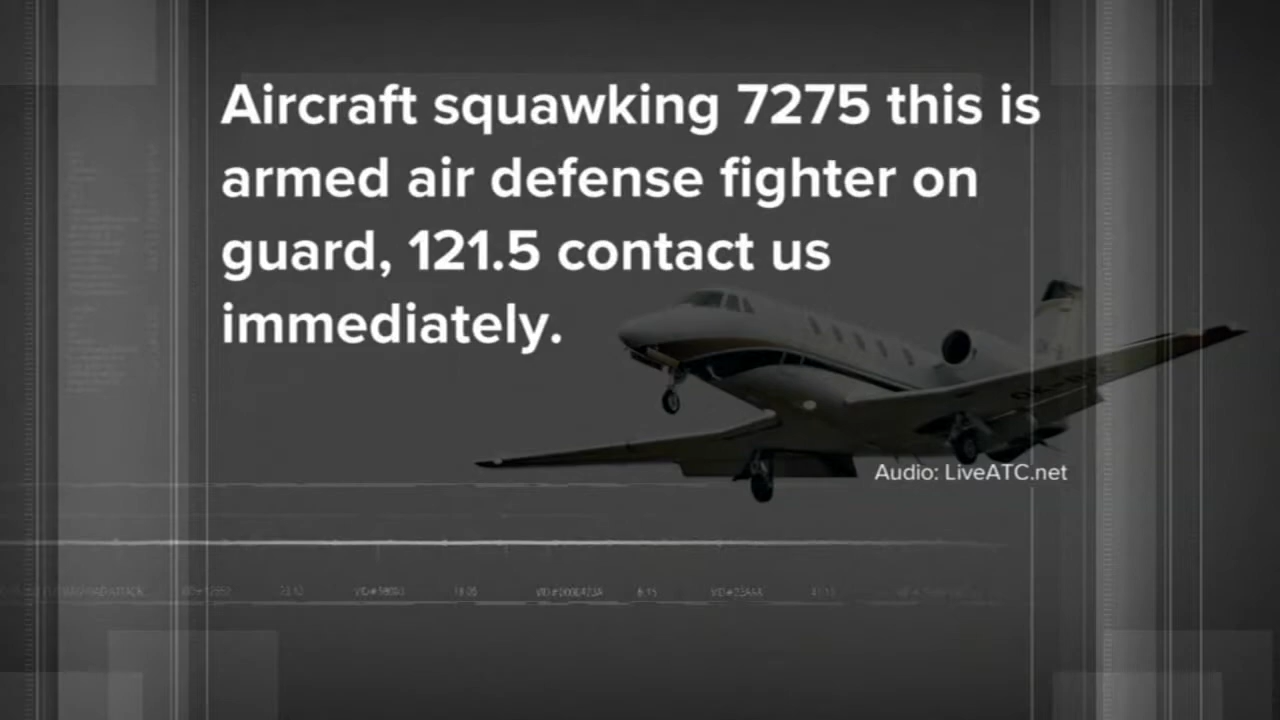 Aircraft squawking 7275 this is
armed air defense fighter on
guard, 121.5 contact us
immediately.
Audio: LiveATC.net